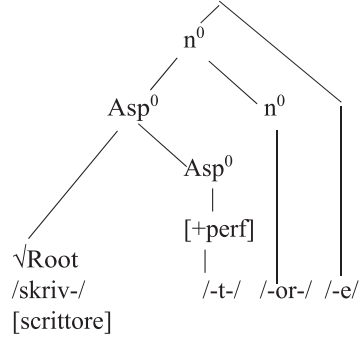 n⁰
Asp⁰ n⁰
Asp⁰
[+perf]
√Root
/skriv-/ /-t-/ /-or-/ /-e/
[scrittore]